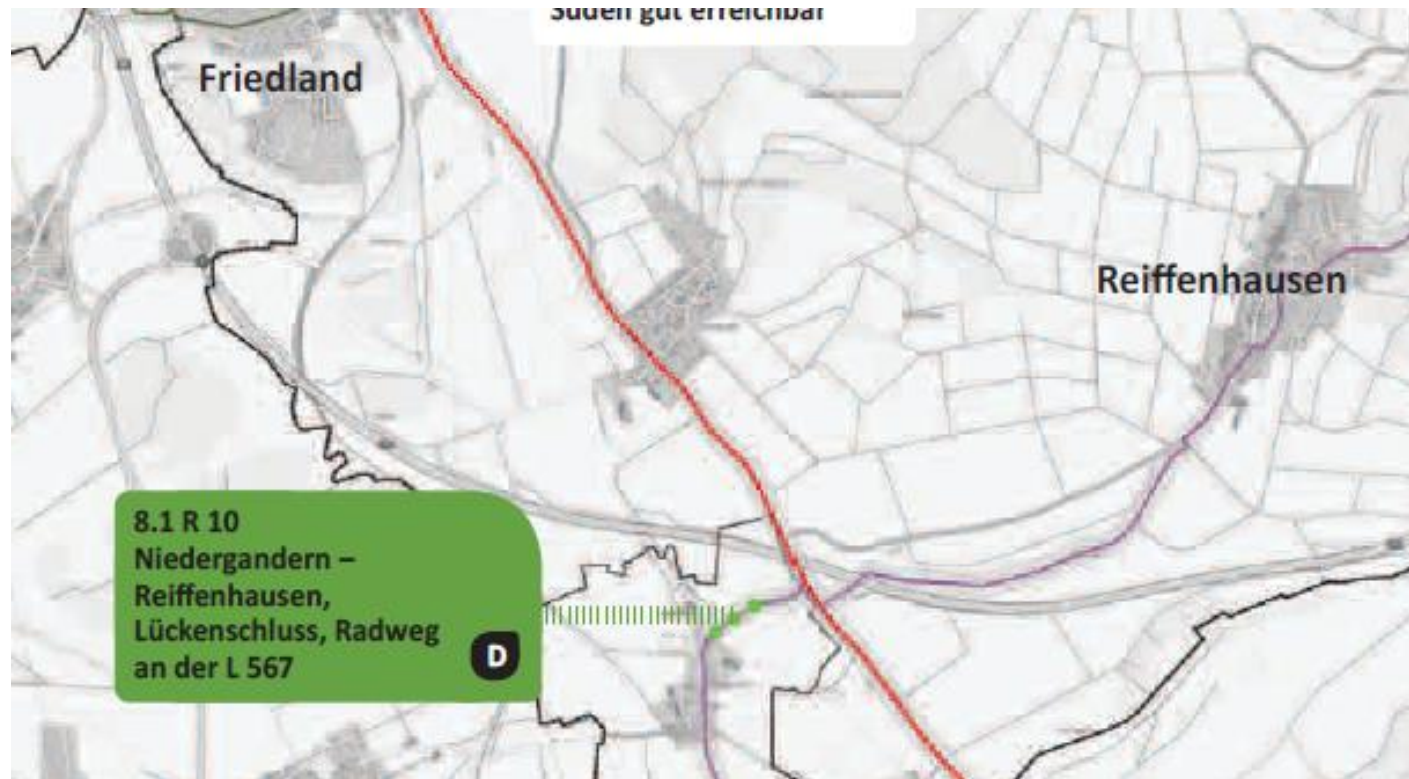 Süden gut erreichbar
Friedland
Reiffenhausen
8.1 R 10
Niedergandern –
Reiffenhausen,
Lückenschluss, Radweg
an der L 567
D